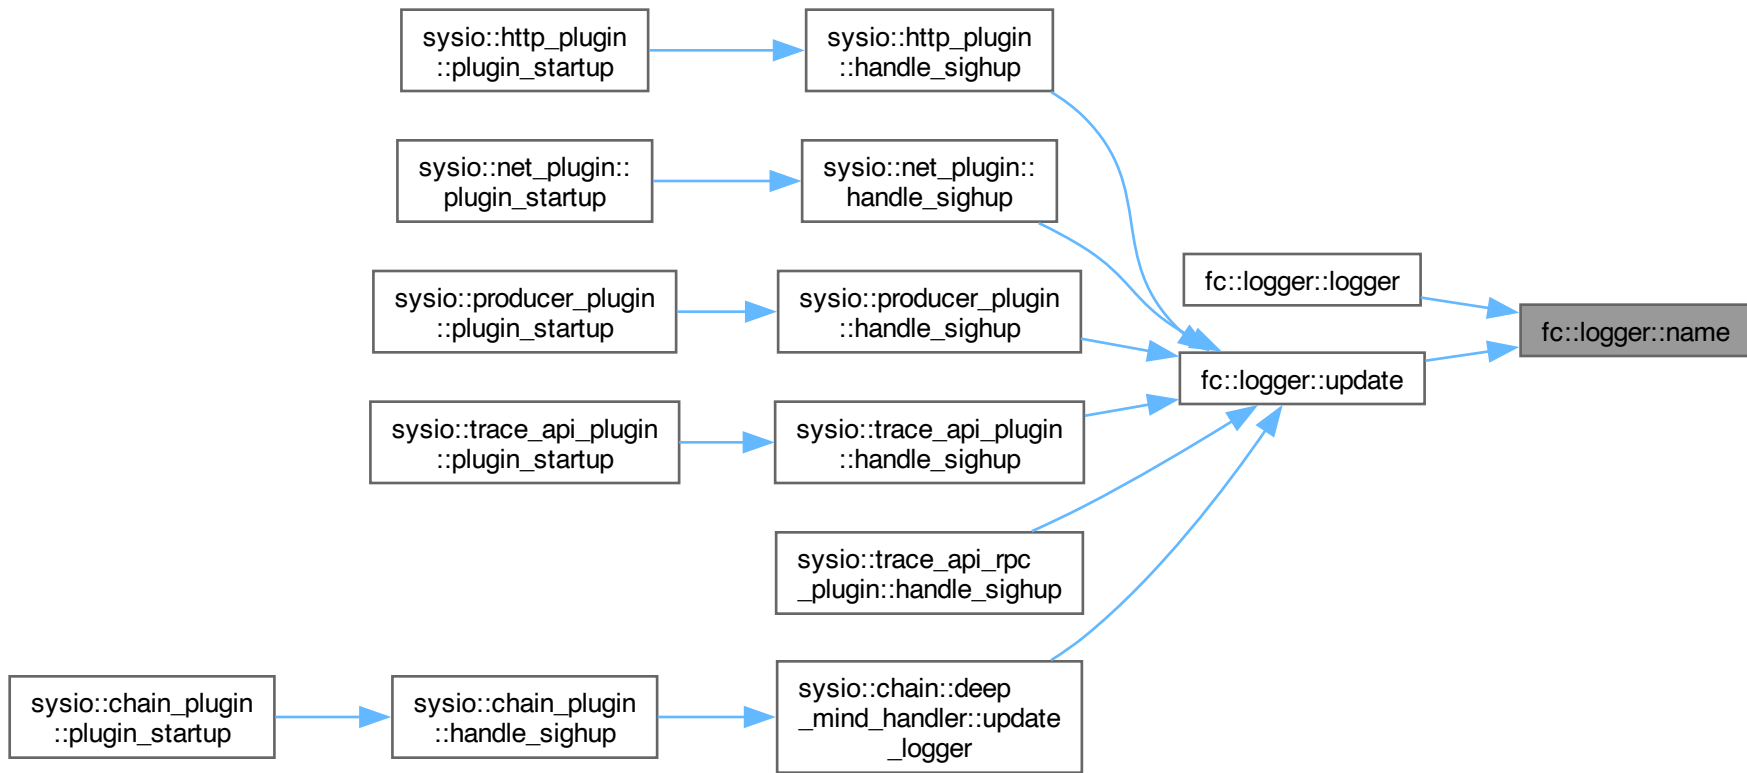 sysio::http_plugin
::plugin_startup
sysio::http_plugin
::handle_sighup
sysio::net_plugin::
plugin_startup
sysio::net_plugin::
handle_sighup
sysio::producer_plugin
::plugin_startup
sysio::producer_plugin
::handle_sighup
fc::logger::logger
fc::logger::name
fc::logger::update
sysio::trace_api_plugin
::plugin_startup
sysio::trace_api_plugin
::handle_sighup
sysio::trace_api_rpc
_plugin::handle_sighup
sysio::chain_plugin
::plugin_startup
sysio::chain_plugin
::handle_sighup
sysio::chain::deep
_mind_handler::update
_logger